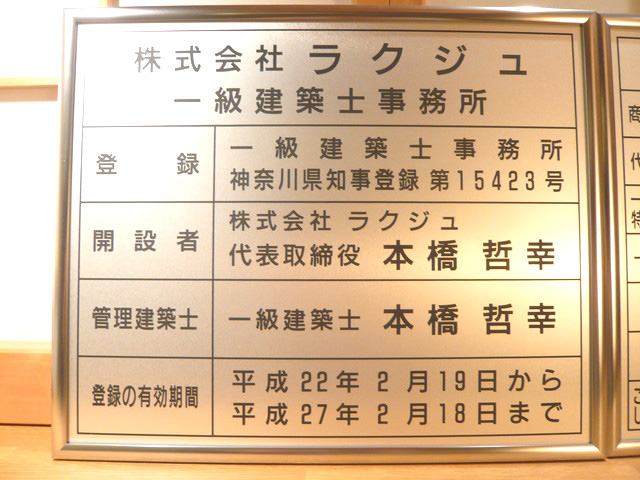 株式会社 ラクジュ
一級建築士事務所
登録
一級建築士事務所
神奈川県知事登録 第15423号
開設者
株式会社 ラクジュ
代表取締役 本橋 哲幸
管理建築士
一級建築士 本橋 哲幸
登録の有効期間
平成22年2月19日から
平成27年2月18日まで
商
代
一
特